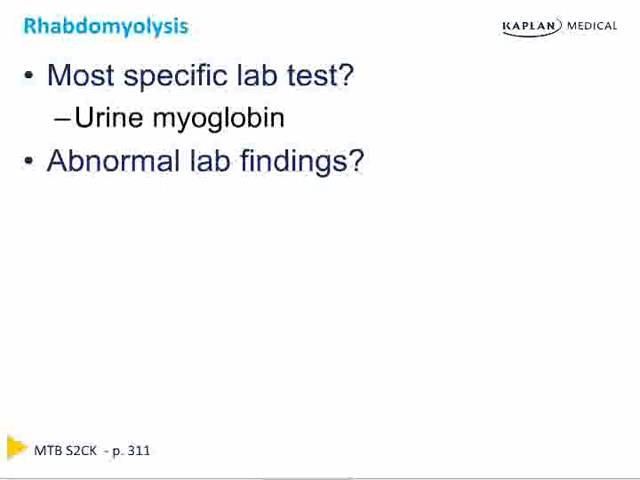 Rhabdomyolysis
KAPLAN MEDICAL
• Most specific lab test?
–Urine myoglobin
• Abnormal lab findings?
MTB S2CK - p. 311